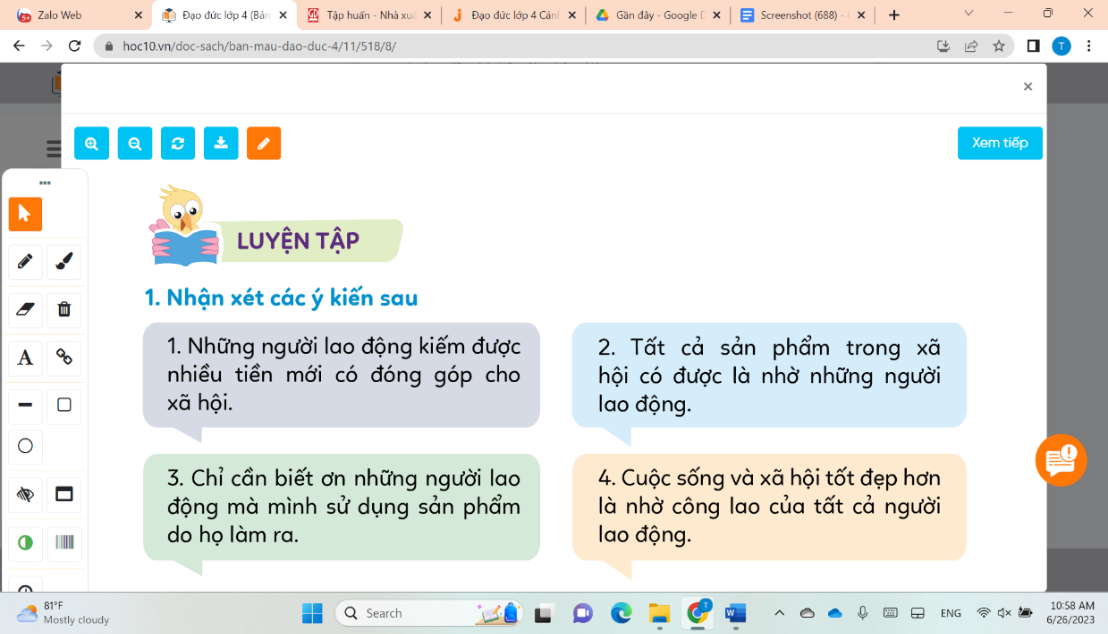 Zalo Web
Đạo đức lớp 4 (Bản
Tập huấn - Nhà xuấ
Đạo đức lớp 4 Cánh
Gần đây - Google D
Screenshot (688) -
hoc10.vn/doc-sach/ban-mau-dao-duc-4/11/518/8/
T
Xem tiếp
LUYỆN TẬP
1. Nhận xét các ý kiến sau
1. Những người lao động kiếm được
nhiều tiền mới có đóng góp cho
xã hội.
2. Tất cả sản phẩm trong xã
hội có được là nhờ những người
lao động.
3. Chỉ cần biết ơn những người lao
động mà mình sử dụng sản phẩm
do họ làm ra.
4. Cuộc sống và xã hội tốt đẹp hơn
là nhờ công lao của tất cả người
lao động.
A
81°F
Mostly cloudy
Search
ENG
10:58 AM
6/26/2023